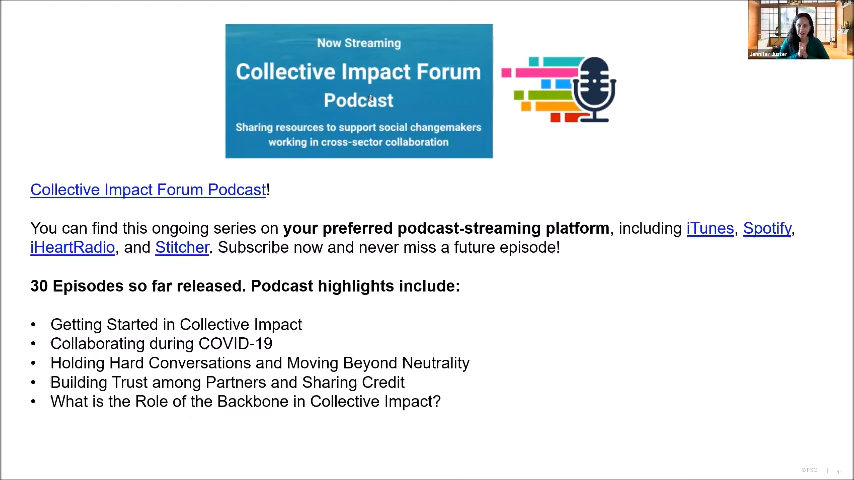 Now Streaming
Collective Impact Forum
Podcast
Sharing resources to support social changemakers
working in cross-sector collaboration
Collective Impact Forum Podcast!
You can find this ongoing series on your preferred podcast-streaming platform, including iTunes, Spotify,
iHeartRadio, and Stitcher. Subscribe now and never miss a future episode!
30 Episodes so far released. Podcast highlights include:
• Getting Started in Collective Impact
• Collaborating during COVID-19
• Holding Hard Conversations and Moving Beyond Neutrality
• Building Trust among Partners and Sharing Credit
• What is the Role of the Backbone in Collective Impact?
Jennifer